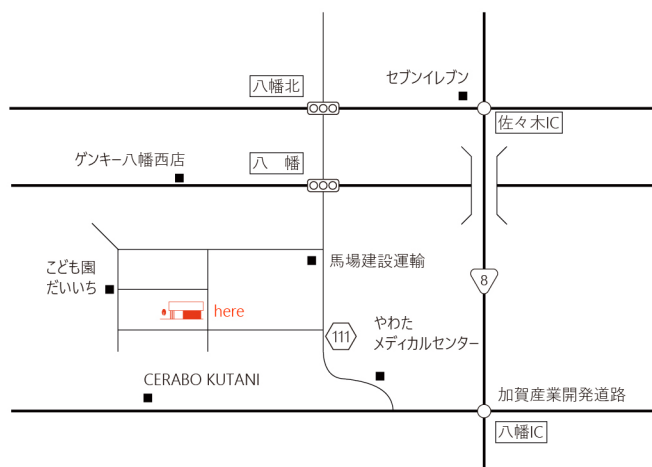 セブンイレブン
八幡北
佐々木IC
ゲンキー八幡西店
八 幡
こども園
だいいち
馬場建設運輸
8
here
111
やわた
メディカルセンター
CERABO KUTANI
加賀産業開発道路
八幡IC